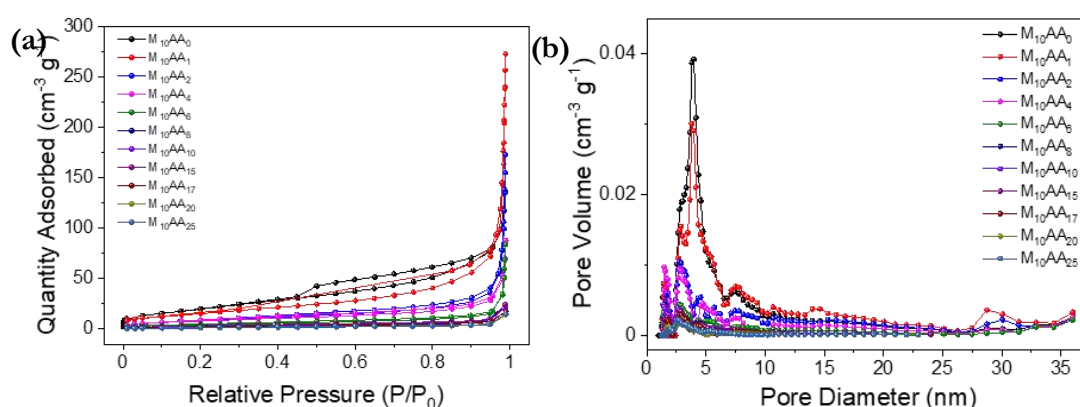 (a)
300
250
200
150
100
50
0
Quantity Adsorbed (cm⁻³ g⁻¹)
M₁₀AA₀
M₁₀AA₁
M₁₀AA₂
M₁₀AA₄
M₁₀AA₆
M₁₀AA₈
M₁₀AA₁₀
M₁₀AA₁₅
M₁₀AA₁₇
M₁₀AA₂₀
M₁₀AA₂₅
0 0.2 0.4 0.6 0.8 1
Relative Pressure (P/P₀)
(b)
0.04
0.02
0
Pore Volume (cm⁻³ g⁻¹)
M₁₀AA₀
M₁₀AA₁
M₁₀AA₂
M₁₀AA₄
M₁₀AA₆
M₁₀AA₈
M₁₀AA₁₀
M₁₀AA₁₅
M₁₀AA₁₇
M₁₀AA₂₀
M₁₀AA₂₅
0 5 10 15 20 25 30 35
Pore Diameter (nm)